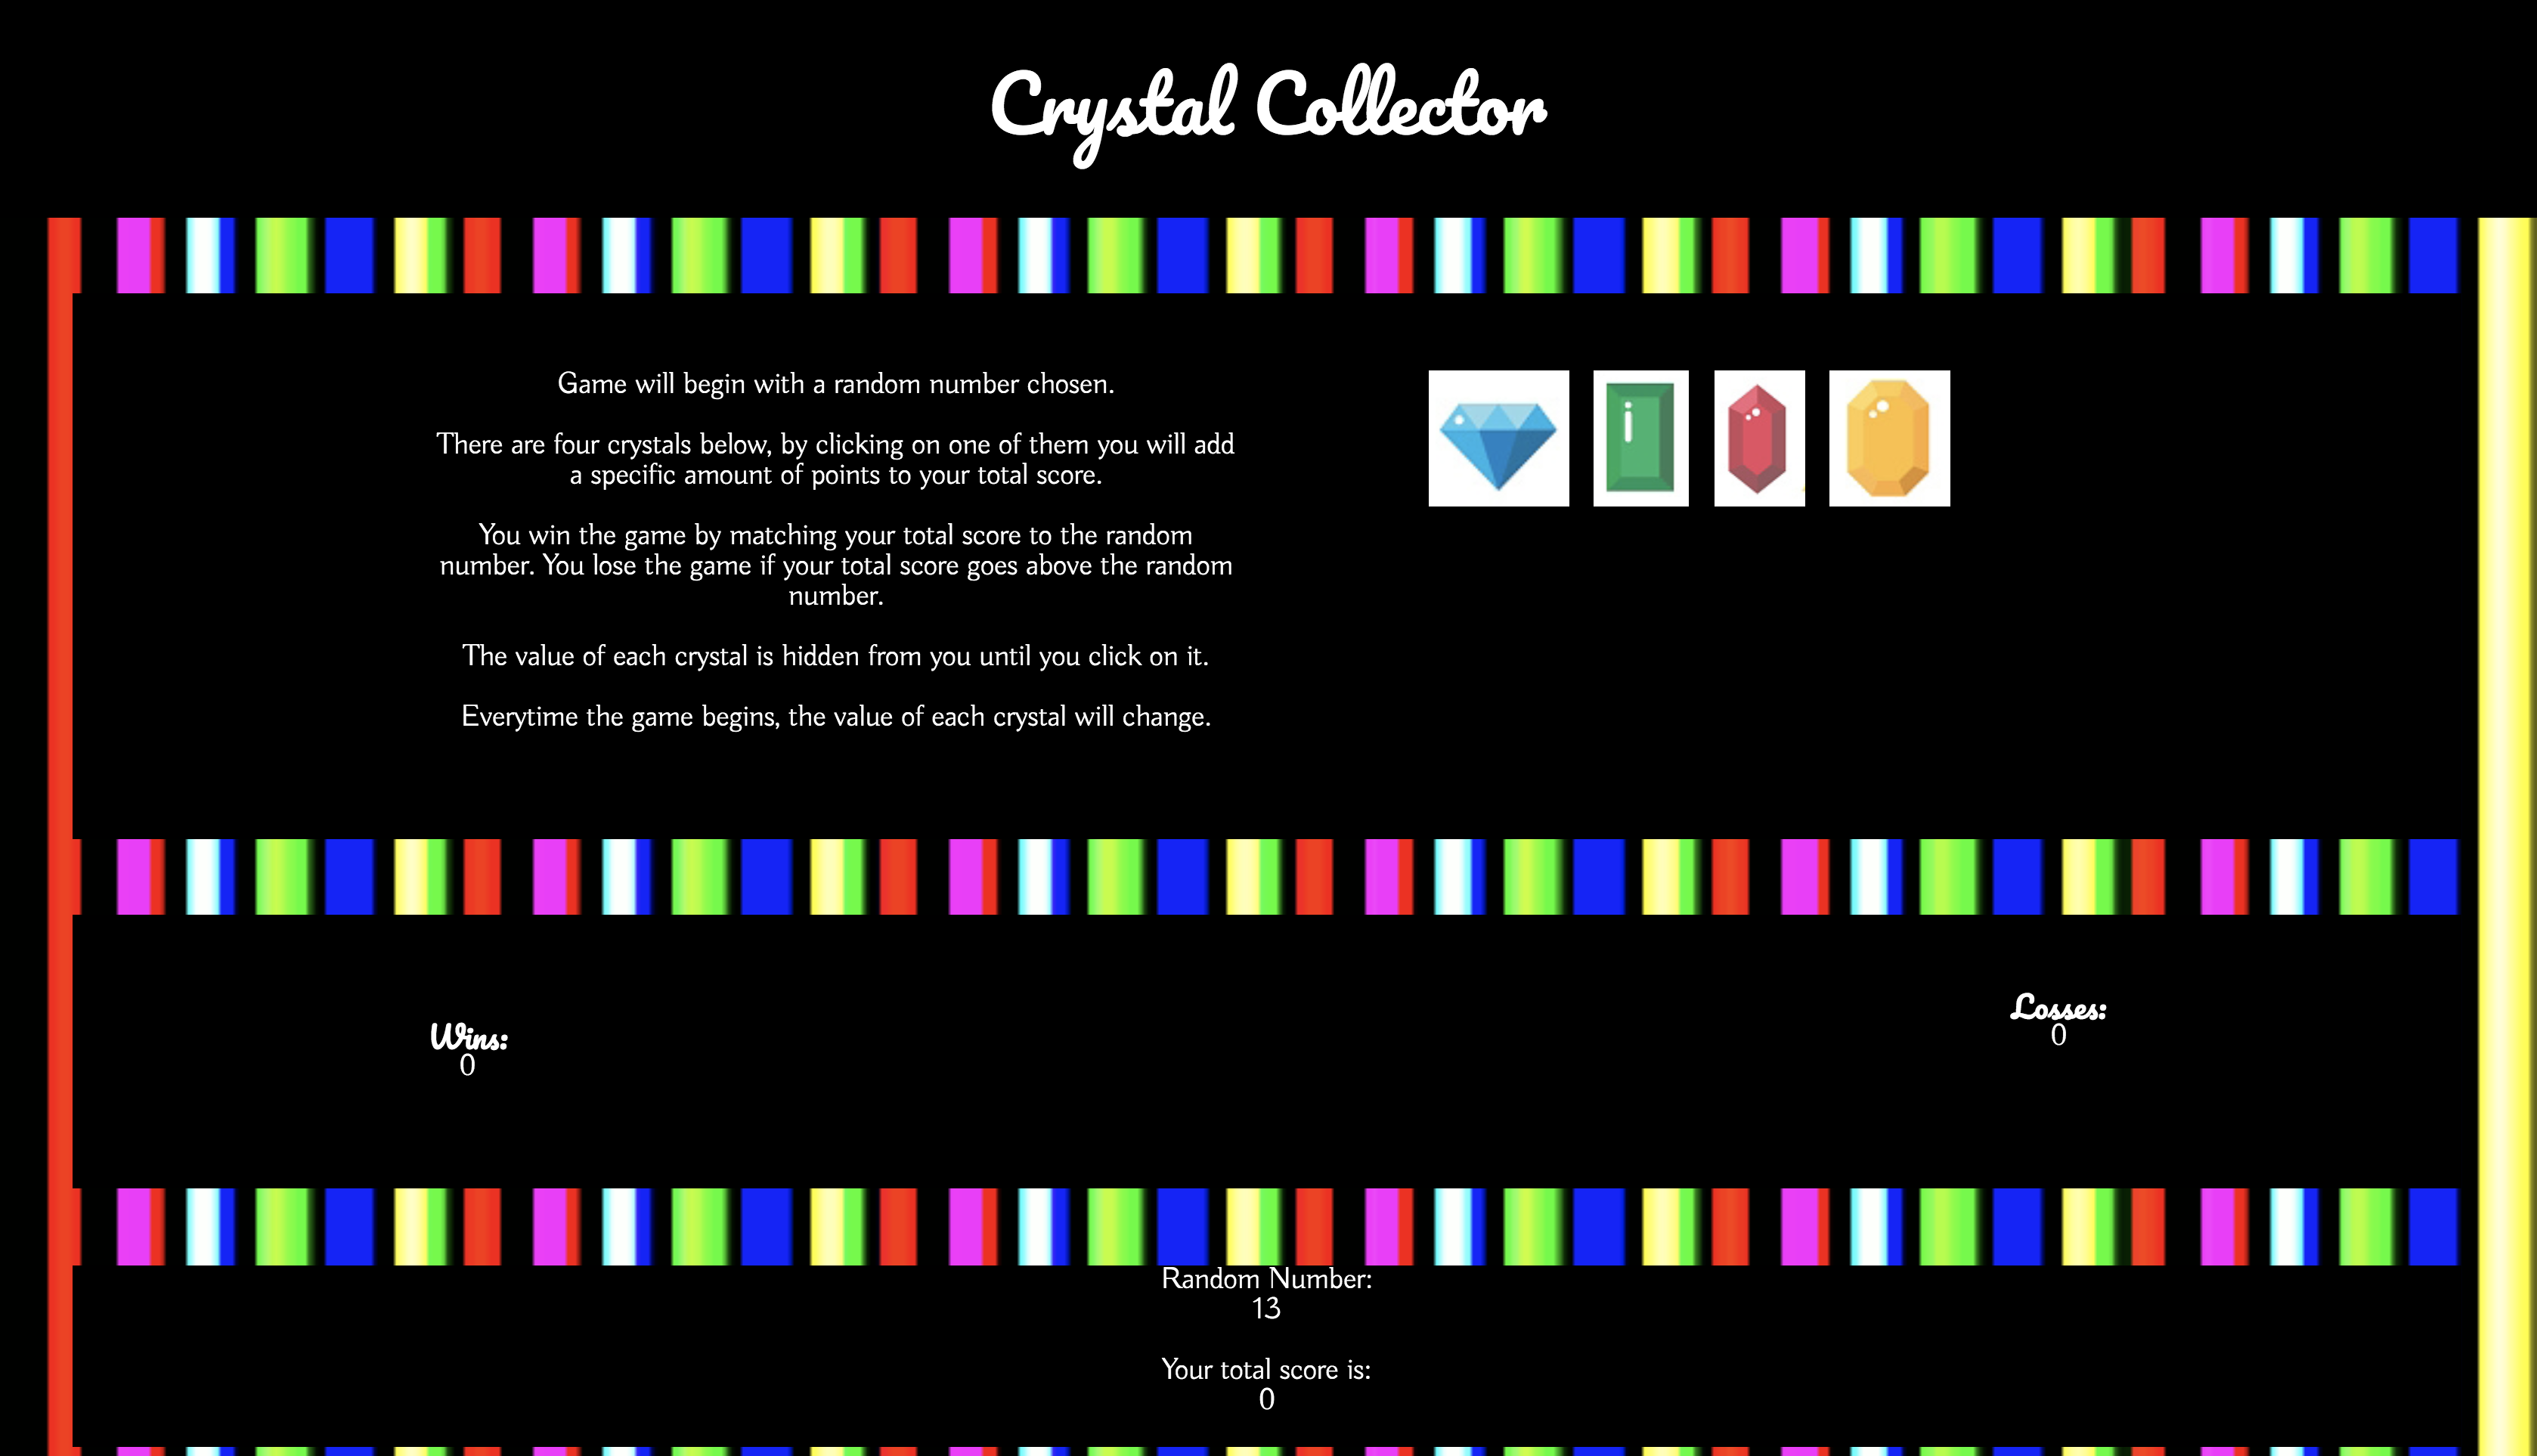 Crystal Collector
Game will begin with a random number chosen.
There are four crystals below, by clicking on one of them you will add
a specific amount of points to your total score.
You win the game by matching your total score to the random
number. You lose the game if your total score goes above the random
number.
The value of each crystal is hidden from you until you click on it.
Everytime the game begins, the value of each crystal will change.
Wins:
0
Losses:
0
Random Number:
13
Your total score is:
0